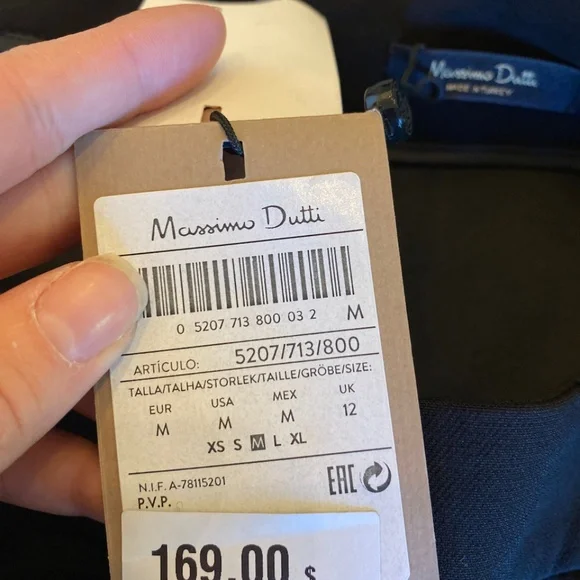 Massimo Dutti
MADE IN TURKEY
Massimo Dutti
0 5207 713 800 03 2 M
ARTÍCULO: 5207/713/800
TALLA/TALHA/STORLEK/TAILLE/GRÖBE/SIZE:
EUR USA MEX UK
M M M 12
XS S M L XL
N.I.F. A-78115201
EAC
P.V.P.
169.00 $